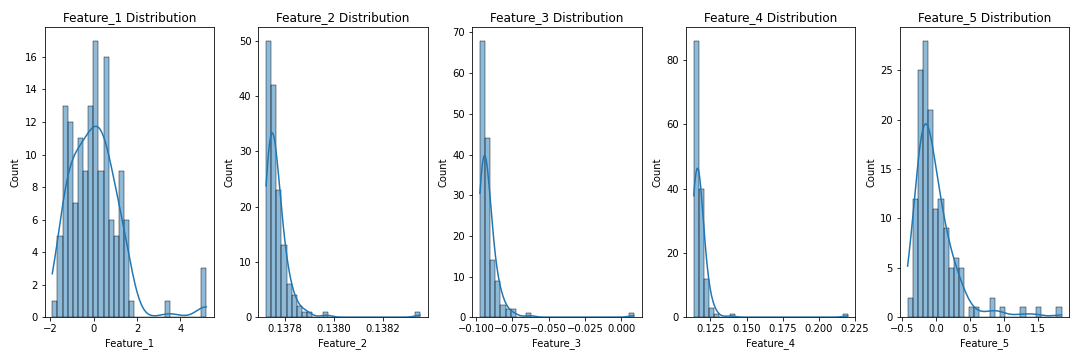 Feature_1 Distribution
Count
16
14
12
10
8
6
4
2
0
−2 0 2 4
Feature_1
Feature_2 Distribution
Count
50
40
30
20
10
0
0.1378 0.1380 0.1382
Feature_2
Feature_3 Distribution
Count
70
60
50
40
30
20
10
0
−0.100 −0.075 −0.050 −0.025 0.000
Feature_3
Feature_4 Distribution
Count
80
60
40
20
0
0.125 0.150 0.175 0.200 0.225
Feature_4
Feature_5 Distribution
Count
25
20
15
10
5
0
−0.5 0.0 0.5 1.0 1.5
Feature_5